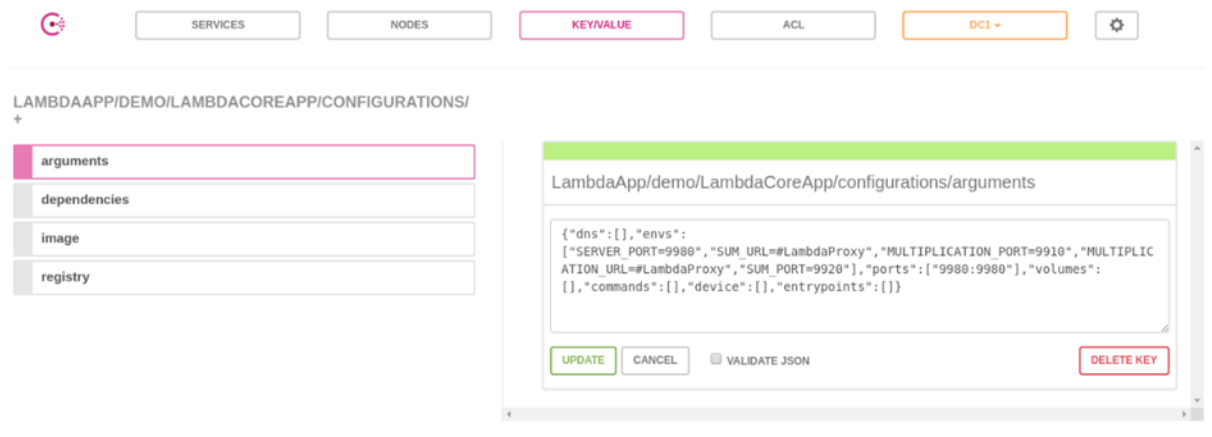 SERVICES NODES KEY/VALUE ACL DC1
LAMBDAAPP/DEMO/LAMBDACOREAPP/CONFIGURATIONS/
+
arguments
dependencies
image
registry
LambdaApp/demo/LambdaCoreApp/configurations/arguments
{"dns":[],"envs":
["SERVER_PORT=9980","SUM_URL=#LambdaProxy","MULTIPLICATION_PORT=9910","MULTIPLIC
ATION_URL=#LambdaProxy","SUM_PORT=9920"],"ports":["9980:9980"],"volumes":
[],"commands":[],"device":[],"entrypoints":[]}
UPDATE CANCEL VALIDATE JSON DELETE KEY